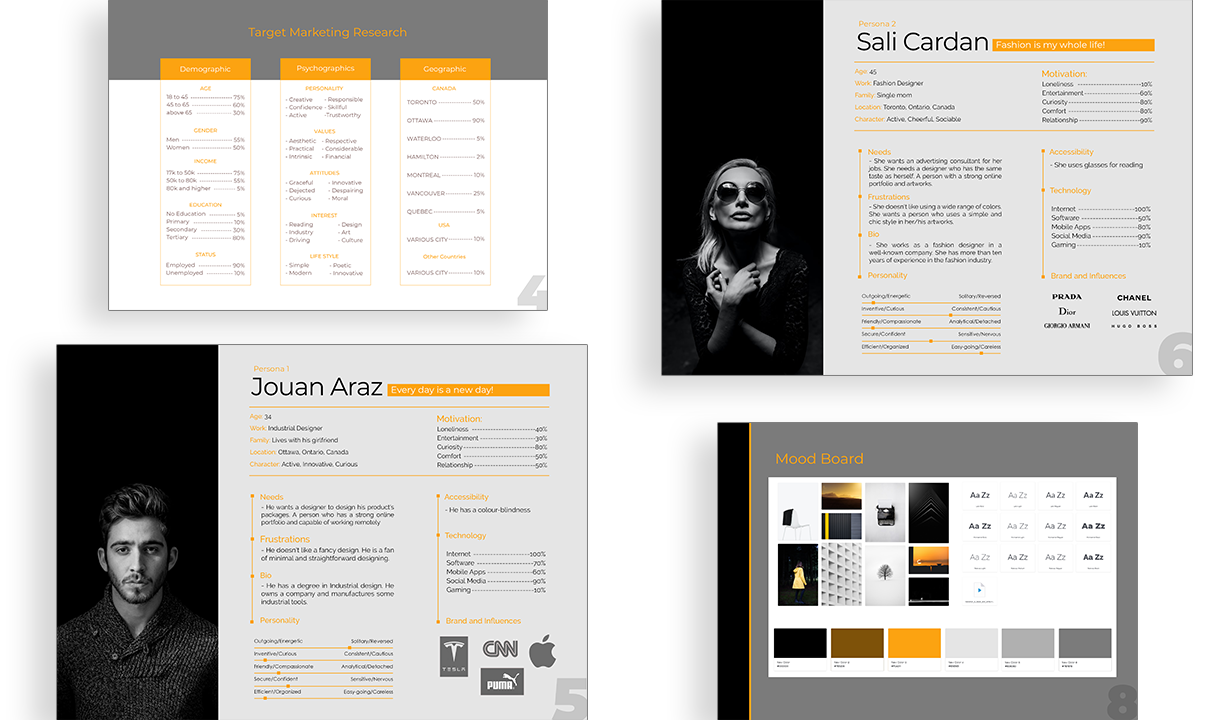 Target Marketing Research
Demographic
AGE
18 to 45 ---------------- 75%
45 to 65 ---------------- 60%
above 65 ---------------- 30%
GENDER
Men ---------------- 55%
Women ---------------- 50%
INCOME
17k to 50k ---------------- 75%
50k to 80k ---------------- 55%
80k and higher ---------------- 5%
EDUCATION
No Education ---------------- 5%
Primary ---------------- 10%
Secondary ---------------- 30%
Tertiary ---------------- 80%
STATUS
Employed ---------------- 90%
Unemployed ---------------- 10%
Psychographics
PERSONALITY
- Creative - Responsible
- Confidence - Skillful
- Active -Trustworthy
VALUES
- Aesthetic - Respective
- Practical - Considerable
- Intrinsic - Financial
ATTITUDES
- Graceful - Innovative
- Dejected - Despairing
- Curious - Moral
INTEREST
- Reading - Design
- Industry - Art
- Driving - Culture
LIFE STYLE
- Simple - Poetic
- Modern - Innovative
Geographic
CANADA
TORONTO ---------------- 50%
OTTAWA ---------------- 90%
WATERLOO ---------------- 5%
HAMILTON ---------------- 2%
MONTREAL ---------------- 10%
VANCOUVER ---------------- 25%
QUEBEC ---------------- 5%
USA
VARIOUS CITY ---------------- 10%
Other Countries
VARIOUS CITY ---------------- 10%
4
Persona 2
Sali Cardan
Fashion is my whole life!
Age: 45
Work: Fashion Designer
Family: Single mom
Location: Toronto, Ontario, Canada
Character: Active, Cheerful, Sociable
Motivation:
Loneliness ----------------10%
Entertainment ----------------60%
Curiosity ----------------80%
Comfort ----------------80%
Relationship ----------------90%
Needs
- She wants an advertising consultant for her
jobs. She needs a designer who has the same
taste as herself. A person with a strong online
portfolio and artworks.
Frustrations
- She doesn't like using a wide range of colors.
She wants a person who uses a simple and
chic style in her/his artworks.
Bio
- She works as a fashion designer in a
well-known company. She has more than ten
years of experience in the fashion industry.
Personality
Outgoing/Energetic Solitary/Reversed
Inventive/Curious Consistent/Cautious
Friendly/Compassionate Analytical/Detached
Secure/Confident Sensitive/Nervous
Efficient/Organized Easy-going/Careless
Accessibility
- She uses glasses for reading
Technology
Internet ----------------100%
Software ----------------50%
Mobile Apps ----------------80%
Social Media ----------------90%
Gaming ----------------10%
Brand and Influences
PRADA CHANEL
Dior LOUIS VUITTON
GIORGIO ARMANI HUGO BOSS
6
Persona 1
Jouan Araz
Every day is a new day!
Age: 34
Work: Industrial Designer
Family: Lives with his girlfriend
Location: Ottawa, Ontario, Canada
Character: Active, Innovative, Curious
Motivation:
Loneliness ----------------40%
Entertainment ----------------30%
Curiosity ----------------80%
Comfort ----------------50%
Relationship ----------------50%
Needs
- He wants a designer to design his product's
packages. A person who has a strong online
portfolio and capable of working remotely
Frustrations
- He doesn't like a fancy design. He is a fan
of minimal and straightforward designing.
Bio
- He has a degree in Industrial design. He
owns a company and manufactures some
industrial tools.
Personality
Outgoing/Energetic Solitary/Reversed
Inventive/Curious Consistent/Cautious
Friendly/Compassionate Analytical/Detached
Secure/Confident Sensitive/Nervous
Efficient/Organized Easy-going/Careless
Accessibility
- He has a colour-blindness
Technology
Internet ----------------100%
Software ----------------70%
Mobile Apps ----------------60%
Social Media ----------------90%
Gaming ----------------10%
Brand and Influences
TESLA CNN
PUMA
5
Mood Board
Aa Zz Aa Zz Aa Zz Aa Zz
Aa Zz Aa Zz Aa Zz Aa Zz
Aa Zz Aa Zz Aa Zz Aa Zz
8